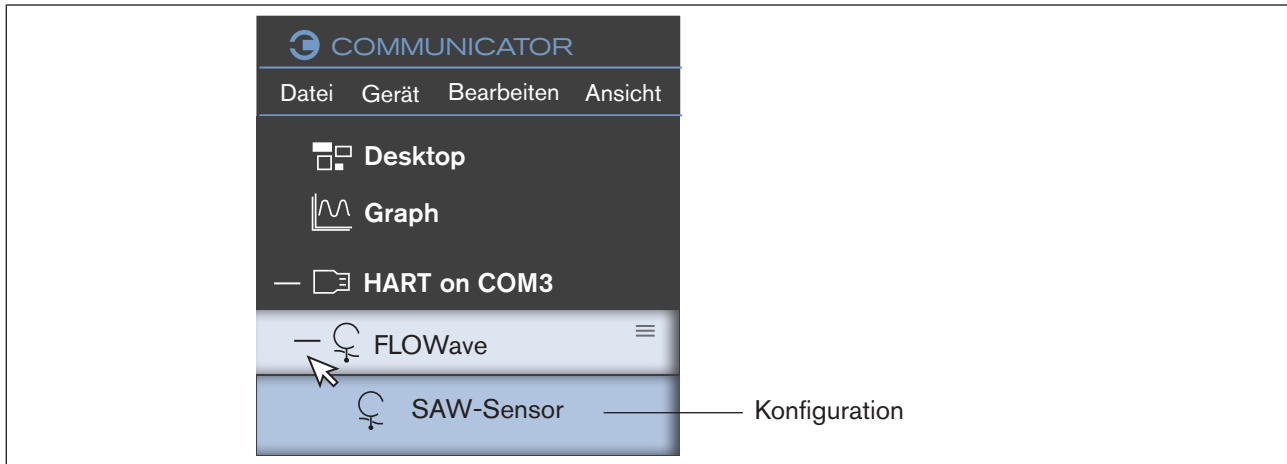 COMMUNICATOR
Datei Gerät Bearbeiten Ansicht
Desktop
Graph
HART on COM3
FLOWave
SAW-Sensor Konfiguration